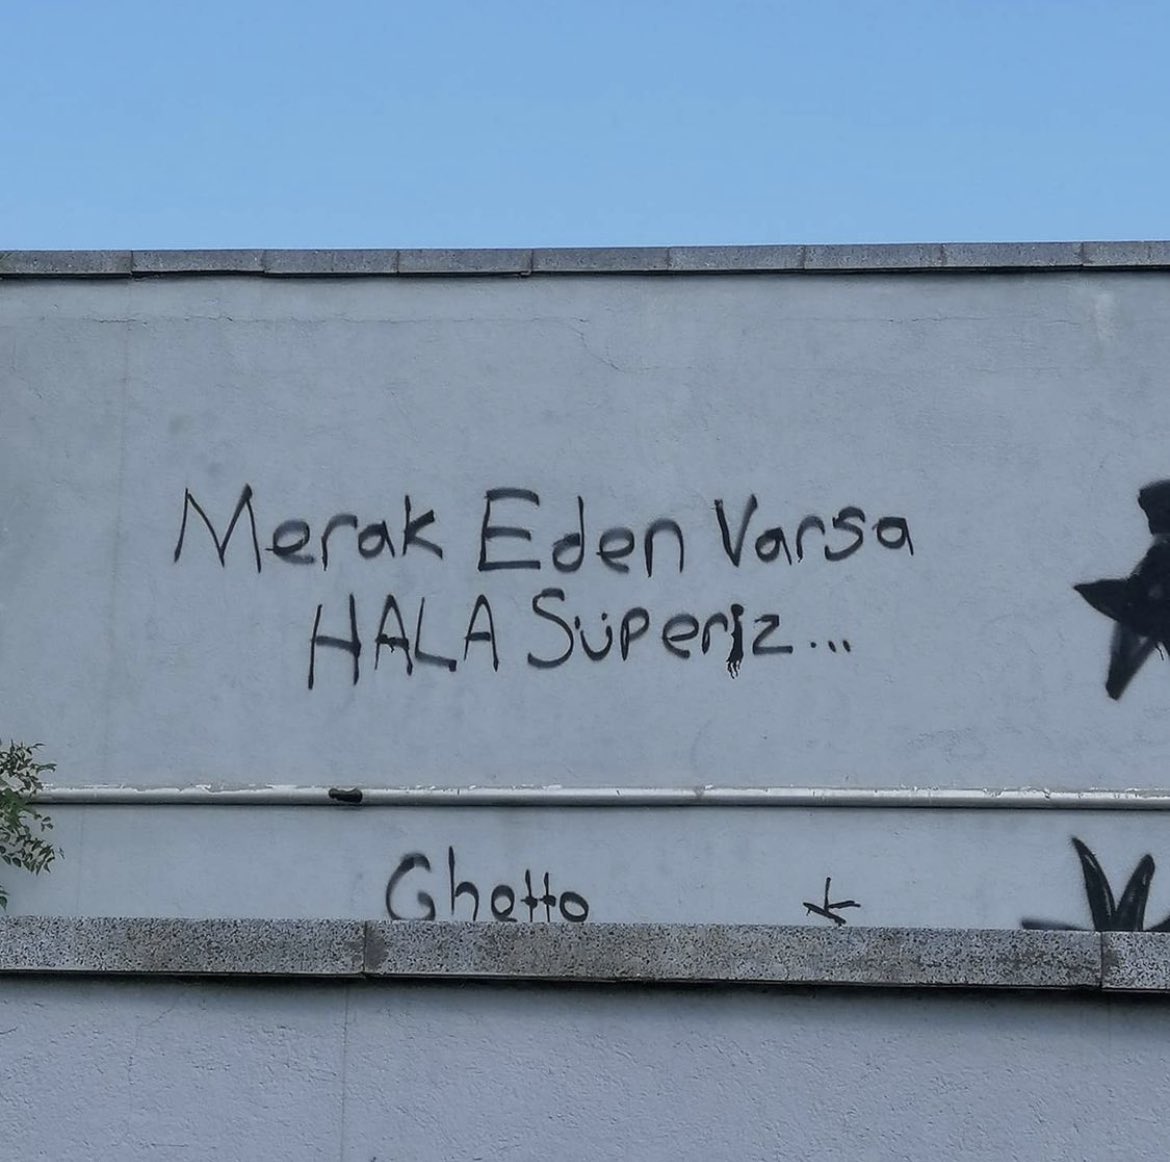 Merak Eden Varsa
HALA Süperiz...
Ghetto